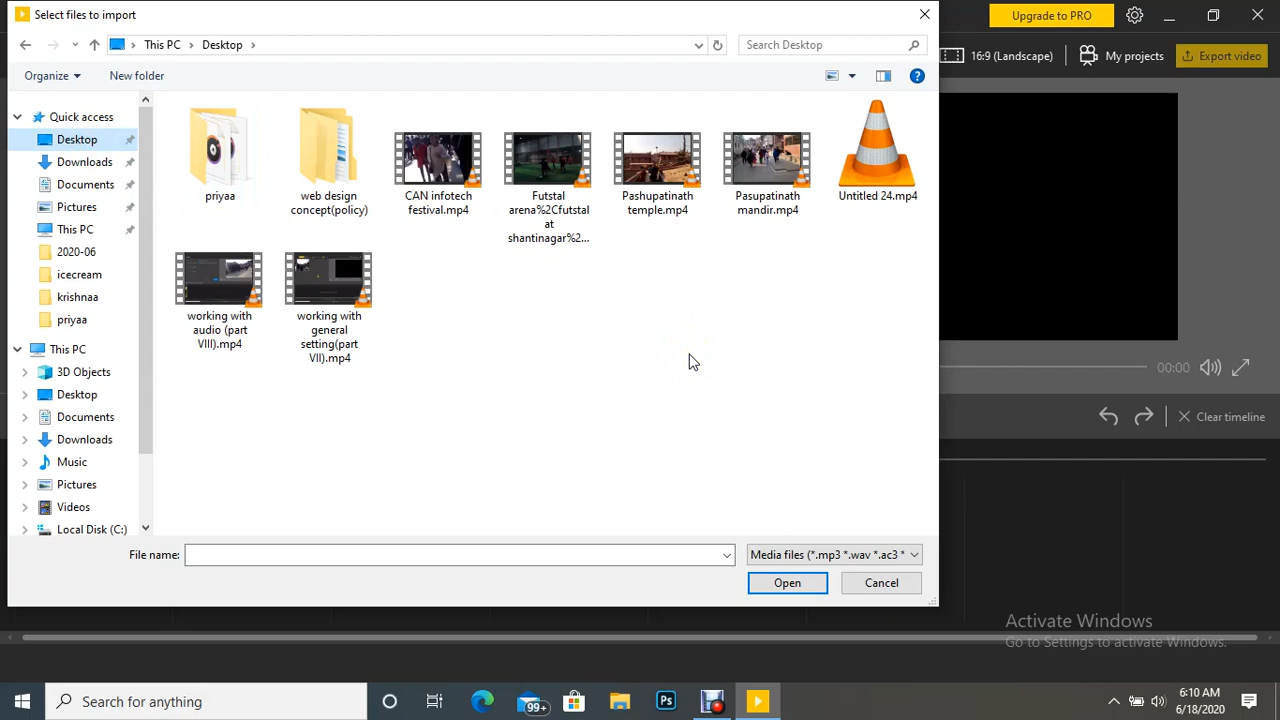 Select files to import
Upgrade to PRO
This PC
Desktop
Search Desktop
16:9 (Landscape)
My projects
Export video
Organize
New folder
Quick access
Desktop
Downloads
Documents
Pictures
This PC
2020-06
icecream
krishnaa
priyaa
This PC
3D Objects
Desktop
Documents
Downloads
Music
Pictures
Videos
Local Disk (C:)
priyaa
web design
concept(policy)
CAN infotech
festival.mp4
Futstal
arena%2Cfutstal
at
shantinagar%2...
Pashupatinath
temple.mp4
Pasupatinath
mandir.mp4
Untitled 24.mp4
working with
audio (part
VIII).mp4
working with
general
setting(part
VII).mp4
00:00
Clear timeline
File name:
Media files (*.mp3 *.wav *.ac3 *
Open
Cancel
Activate Windows
Go to Settings to activate Windows.
Search for anything
99+
Ps
6:10 AM
6/18/2020